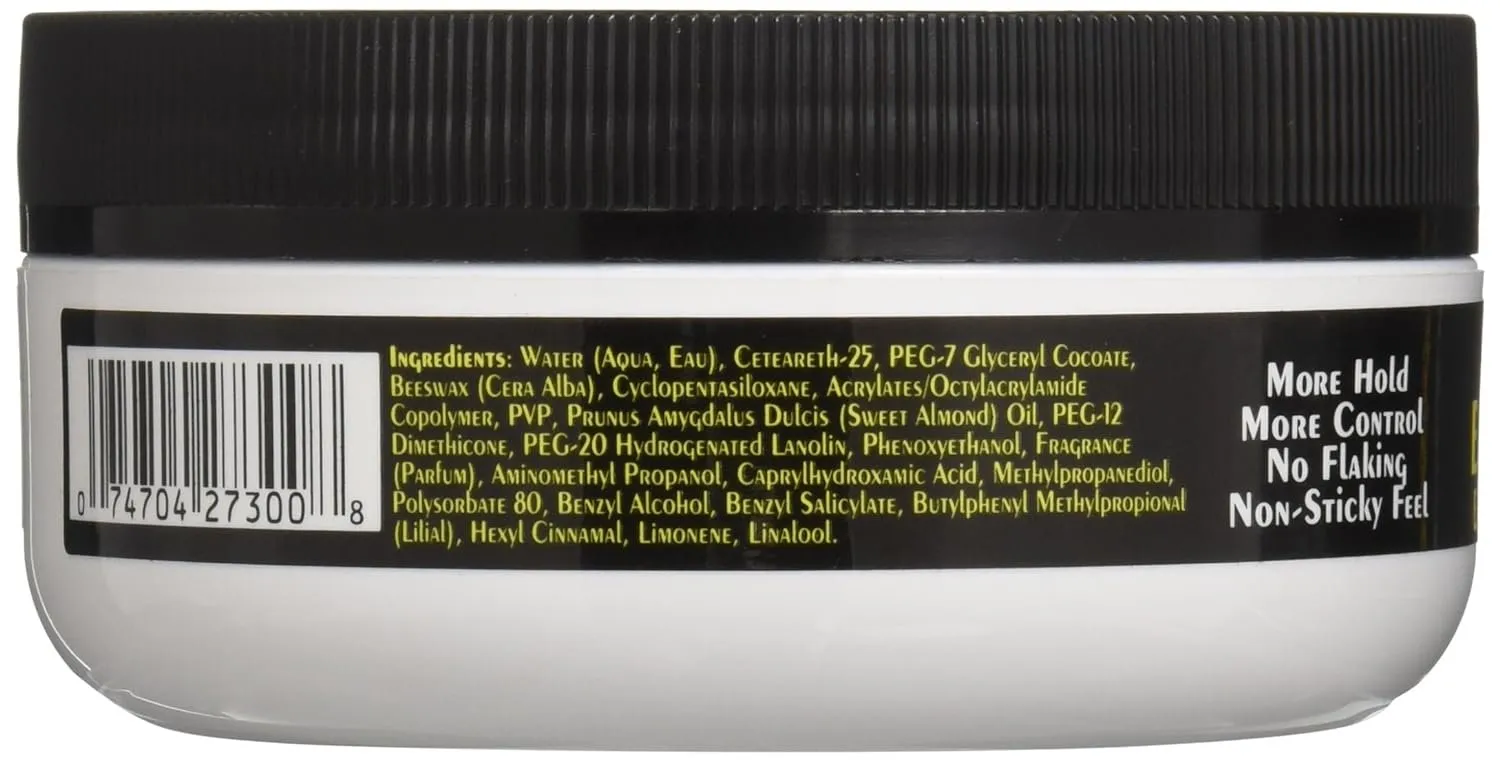 Ingredients: Water (Aqua, Eau), Ceteareth-25, PEG-7 Glyceryl Cocoate,
Beeswax (Cera Alba), Cyclopentasiloxane, Acrylates/Octylacrylamide
Copolymer, PVP, Prunus Amygdalus Dulcis (Sweet Almond) Oil, PEG-12
Dimethicone, PEG-20 Hydrogenated Lanolin, Phenoxyethanol, Fragrance
(Parfum), Aminomethyl Propanol, Caprylhydroxamic Acid, Methylpropanediol,
Polysorbate 80, Benzyl Alcohol, Benzyl Salicylate, Butylphenyl Methylpropional
(Lilial), Hexyl Cinnamal, Limonene, Linalool.
0 74704 27300 8
More Hold
More Control
No Flaking
Non-Sticky Feel